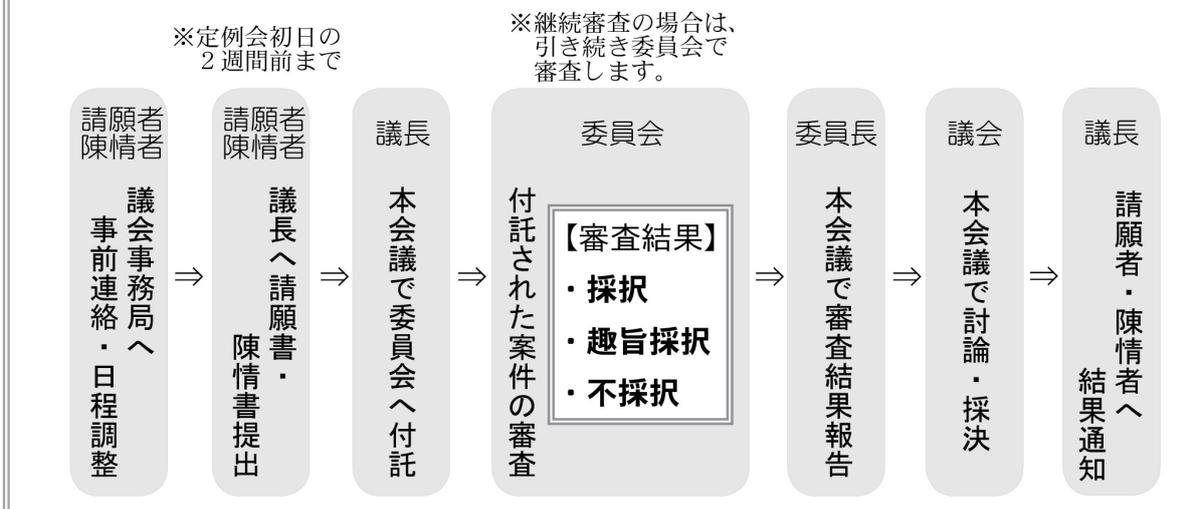 ※定例会初日の
２週間前まで
※継続審査の場合は、
引き続き委員会で
審査します。
請願者
陳情者
議会事務局へ
事前連絡・日程調整
⇒
請願者
陳情者
議長へ請願書・
陳情書提出
⇒
議長
本会議で委員会へ付託
⇒
委員会
付託された案件の審査
【審査結果】
・採択
・趣旨採択
・不採択
⇒
委員長
本会議で審査結果報告
⇒
議会
本会議で討論・採決
⇒
議長
請願者・陳情者へ
結果通知